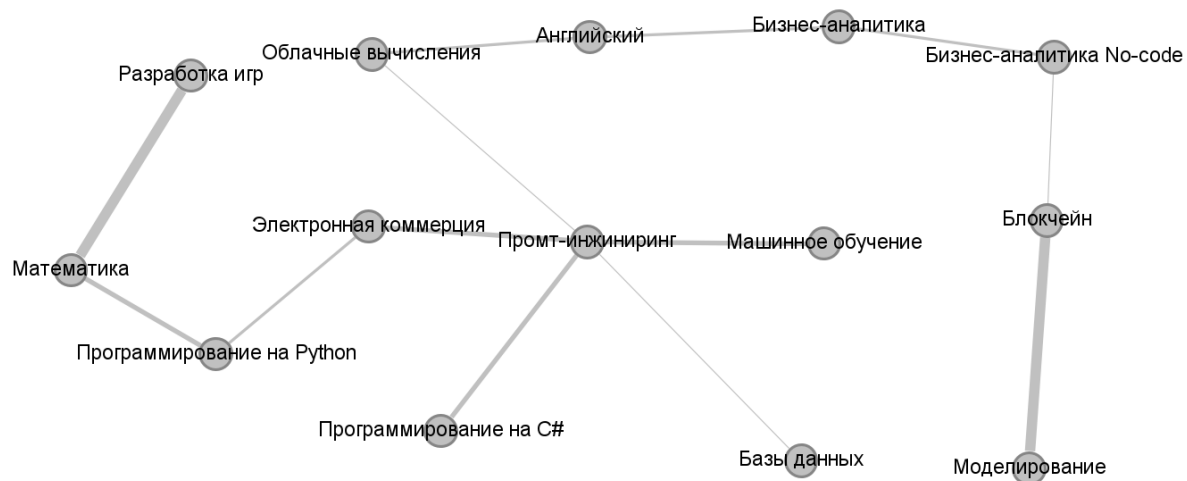 Бизнес-аналитика
Английский
Облачные вычисления
Бизнес-аналитика No-code
Разработка игр
Блокчейн
Электронная коммерция
Промт-инжиниринг
Машинное обучение
Математика
Программирование на Python
Программирование на C#
Базы данных
Моделирование